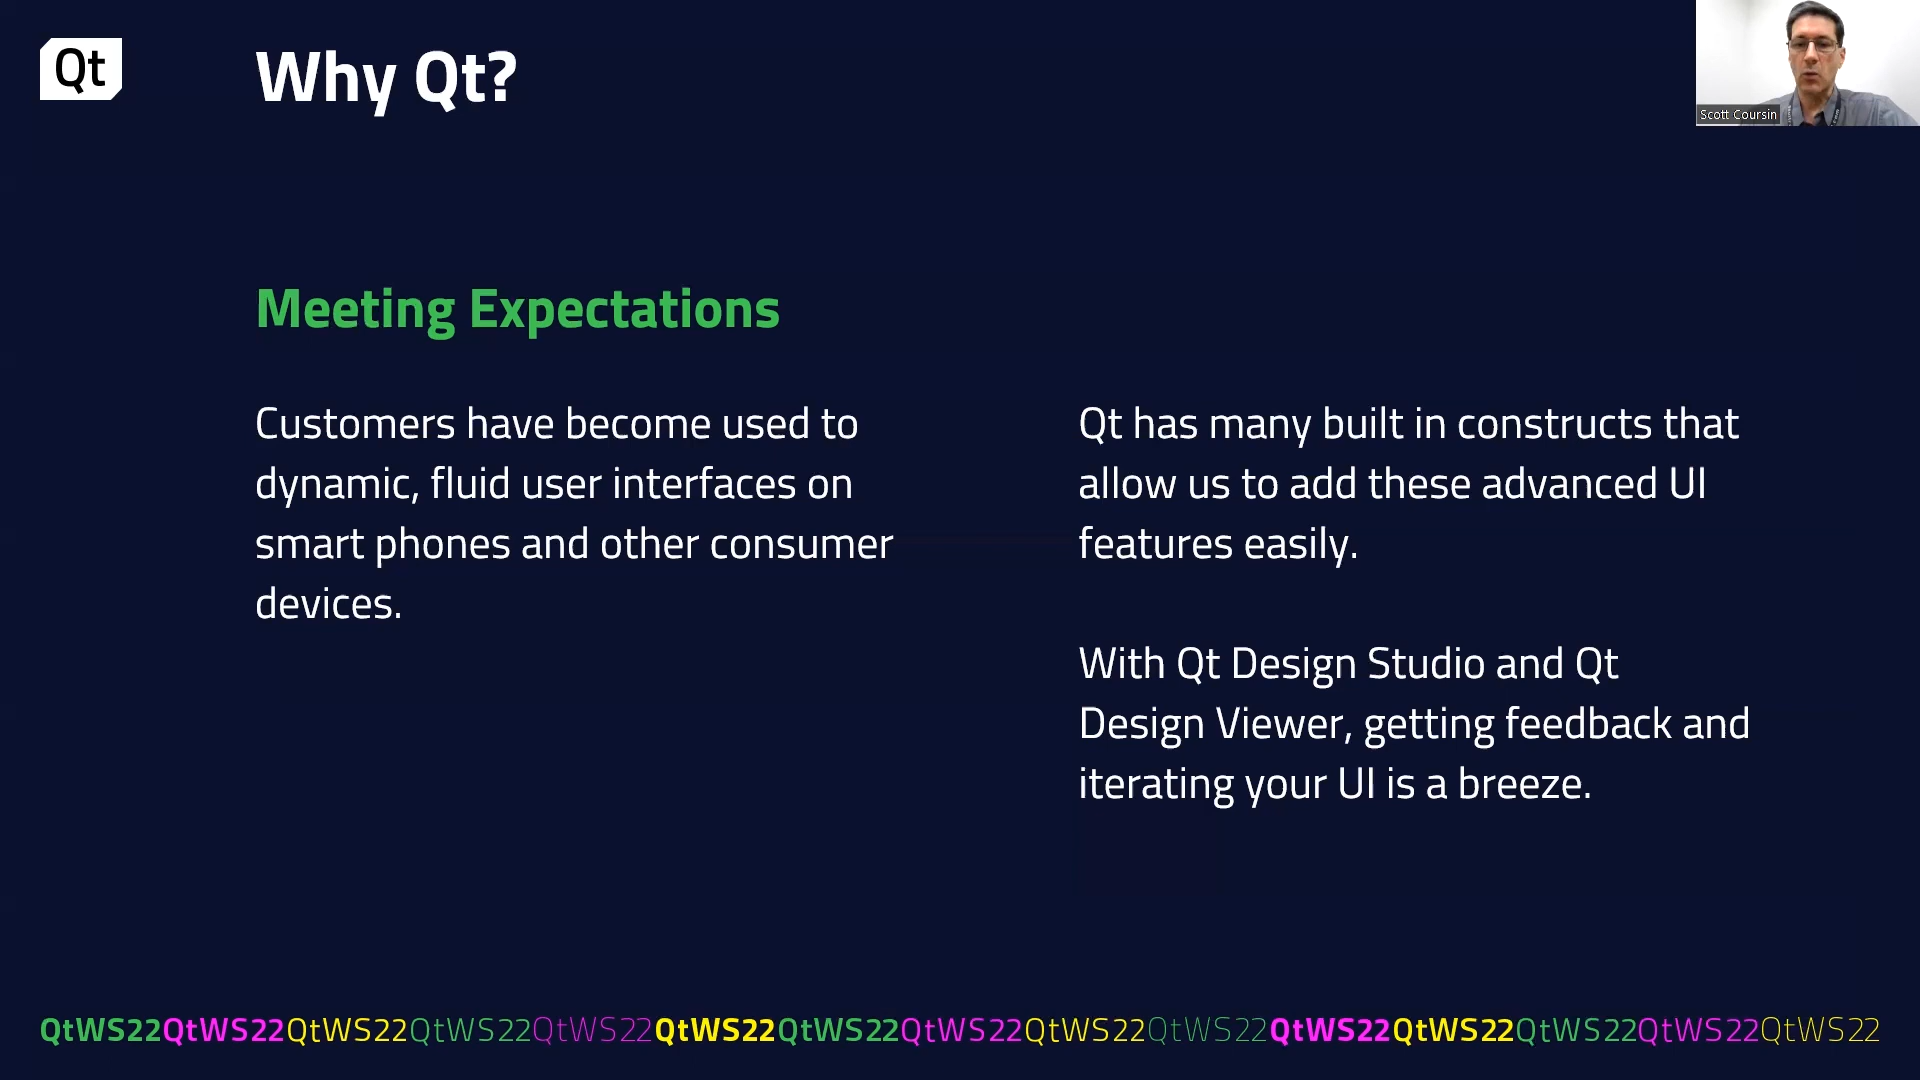 Qt
Why Qt?
Scott Coursin
Meeting Expectations
Customers have become used to
dynamic, fluid user interfaces on
smart phones and other consumer
devices.
Qt has many built in constructs that
allow us to add these advanced UI
features easily.
With Qt Design Studio and Qt
Design Viewer, getting feedback and
iterating your UI is a breeze.
QtWS22QtWS22QtWS22QtWS22QtWS22QtWS22QtWS22QtWS22QtWS22QtWS22QtWS22QtWS22QtWS22QtWS22QtWS22